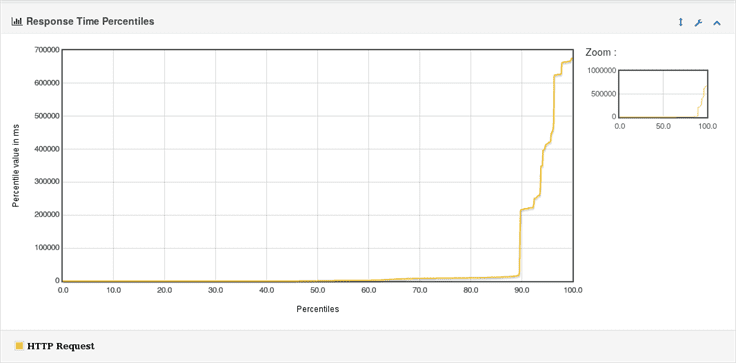 Response Time Percentiles
Zoom :
700000
600000
500000
400000
300000
200000
100000
0
Percentile value in ms
0.0 10.0 20.0 30.0 40.0 50.0 60.0 70.0 80.0 90.0 100.0
Percentiles
1000000
500000
0
0.0 50.0 100.0
HTTP Request